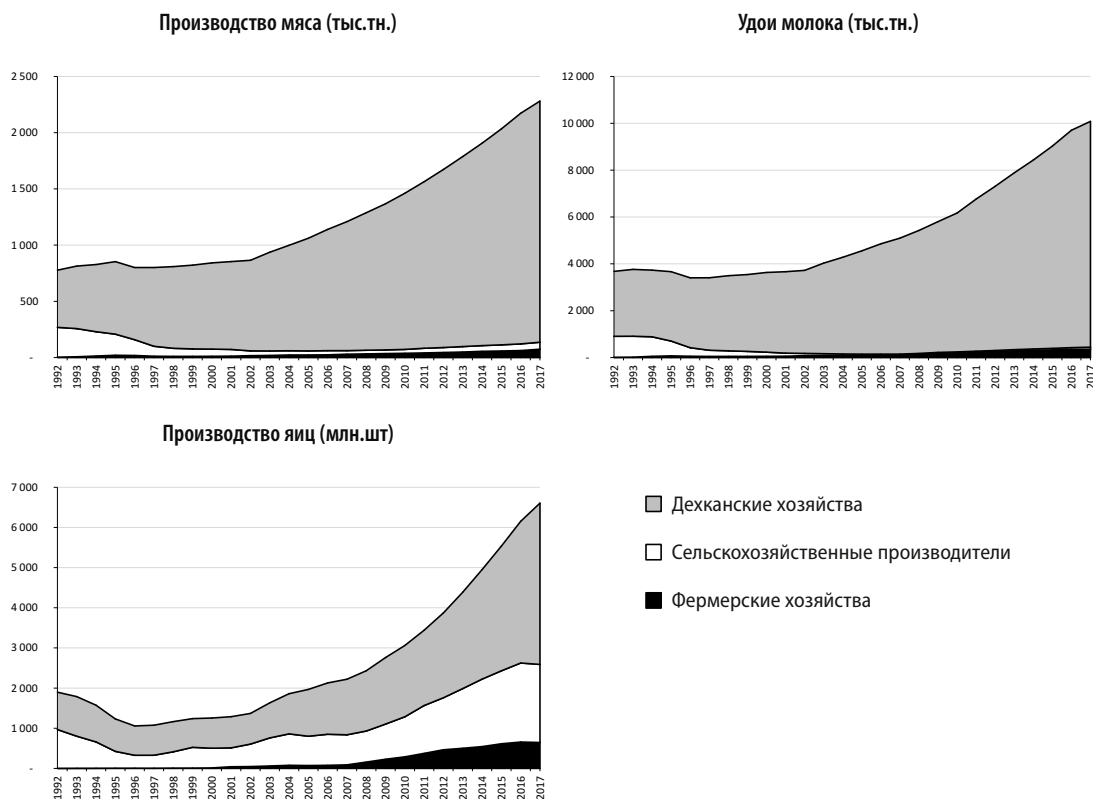 Производство мяса (тыс.тн.)
2 500
2 000
1 500
1 000
500
-
1992 1993 1994 1995 1996 1997 1998 1999 2000 2001 2002 2003 2004 2005 2006 2007 2008 2009 2010 2011 2012 2013 2014 2015 2016 2017
Удои молока (тыс.тн.)
12 000
10 000
8 000
6 000
4 000
2 000
-
1992 1993 1994 1995 1996 1997 1998 1999 2000 2001 2002 2003 2004 2005 2006 2007 2008 2009 2010 2011 2012 2013 2014 2015 2016 2017
Производство яиц (млн.шт)
7 000
6 000
5 000
4 000
3 000
2 000
1 000
-
1992 1993 1994 1995 1996 1997 1998 1999 2000 2001 2002 2003 2004 2005 2006 2007 2008 2009 2010 2011 2012 2013 2014 2015 2016 2017
Дехканские хозяйства
Сельскохозяйственные производители
Фермерские хозяйства